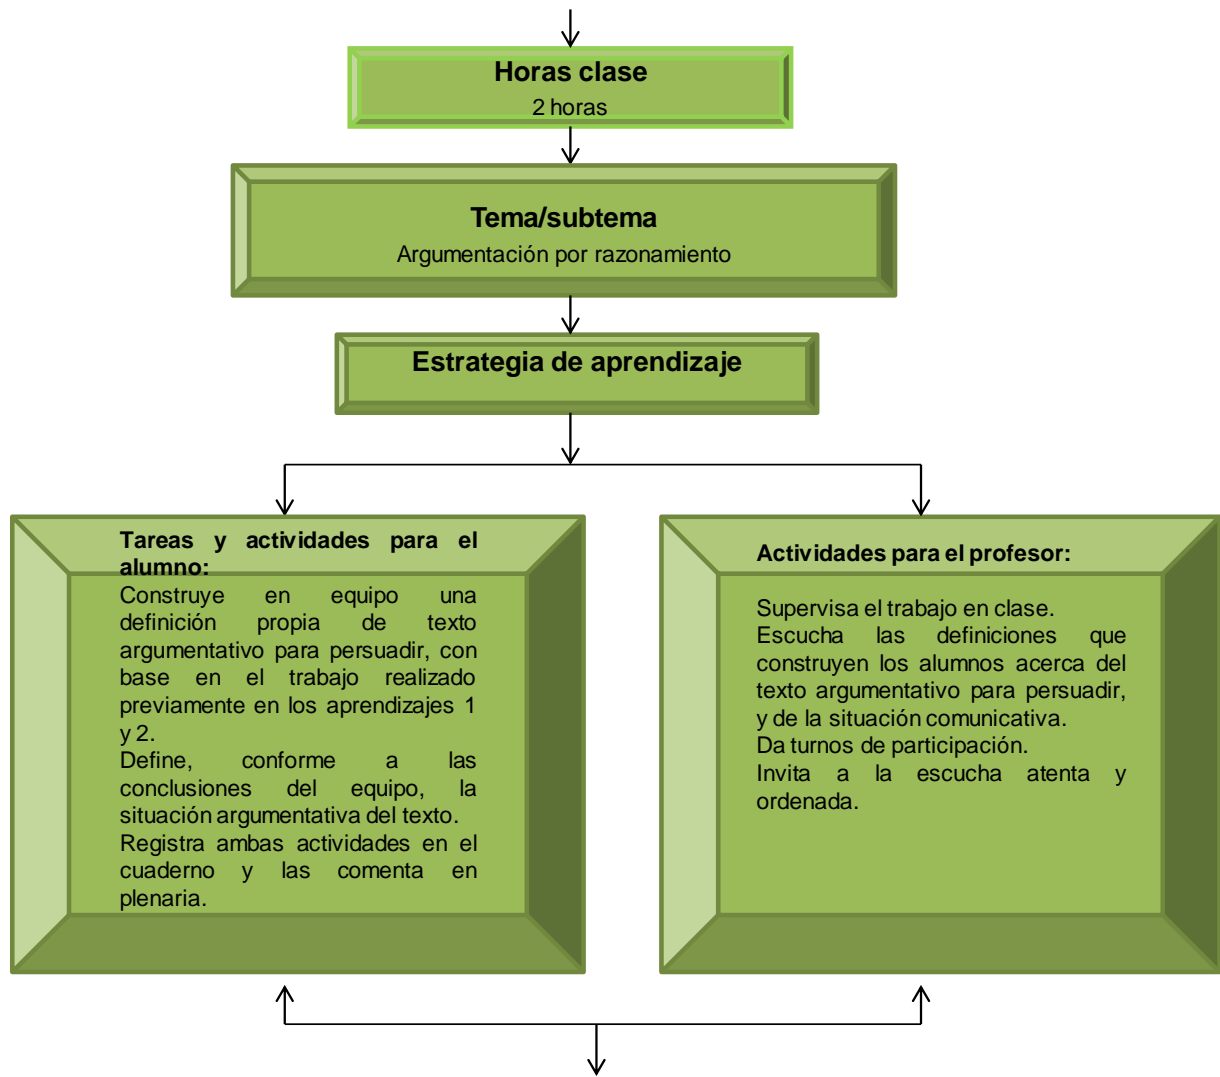 Horas clase
2 horas
Tema/subtema
Argumentación por razonamiento
Estrategia de aprendizaje
Tareas y actividades para el
alumno:
Construye en equipo una
definición propia de texto
argumentativo para persuadir, con
base en el trabajo realizado
previamente en los aprendizajes 1
y 2.
Define, conforme a las
conclusiones del equipo, la
situación argumentativa del texto.
Registra ambas actividades en el
cuaderno y las comenta en
plenaria.
Actividades para el profesor:
Supervisa el trabajo en clase.
Escucha las definiciones que
construyen los alumnos acerca del
texto argumentativo para persuadir,
y de la situación comunicativa.
Da turnos de participación.
Invita a la escucha atenta y
ordenada.